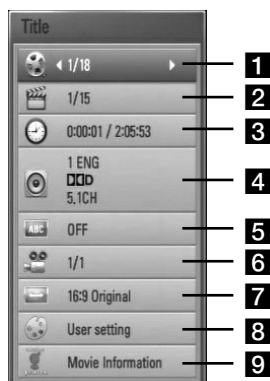 Title
1/18 1
1/15 2
0:00:01 / 2:05:53 3
1 ENG
DD D 4
5.1CH
ABC OFF 5
1/1 6
16:9 Original 7
User setting 8
Movie Information 9